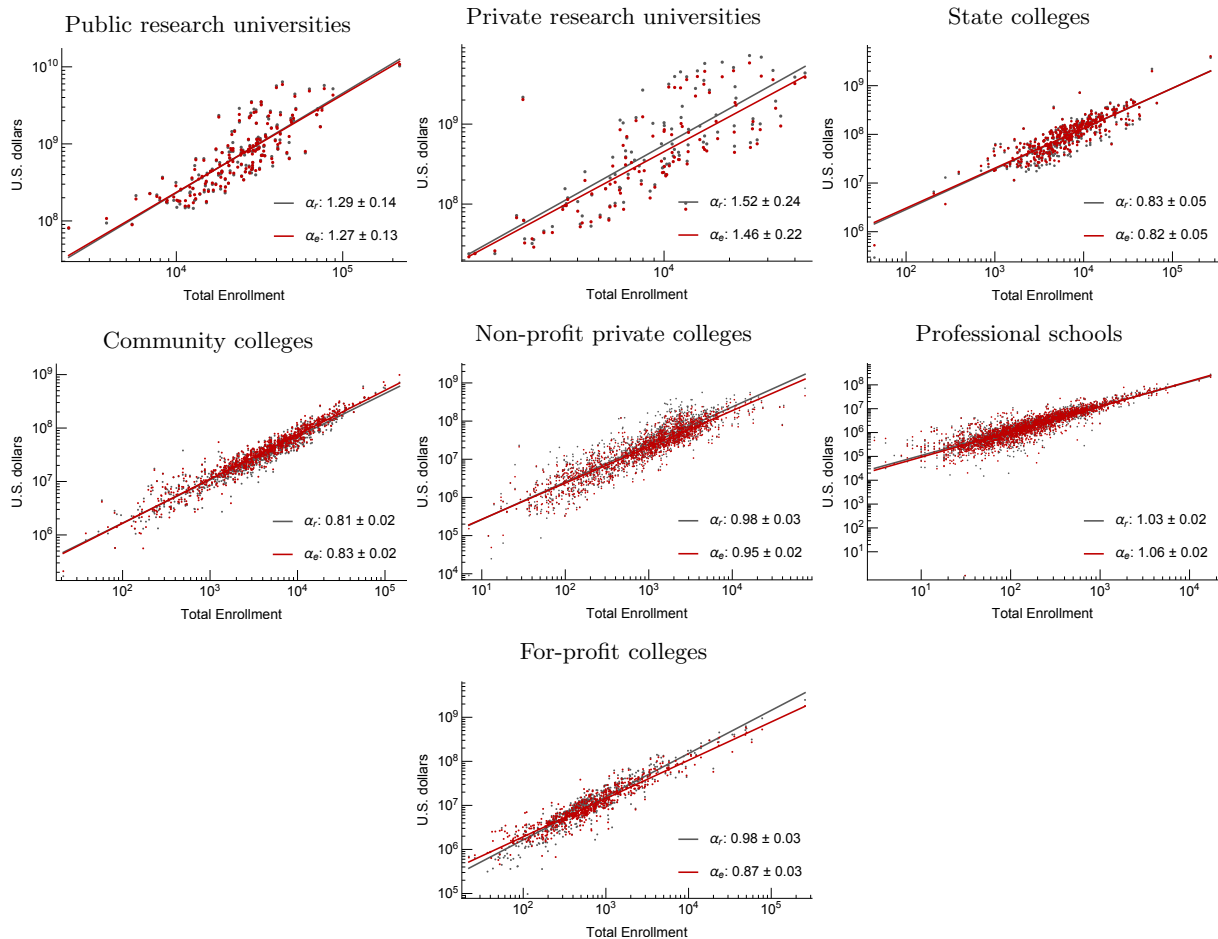 Public research universities
U.S. dollars
10^10
10^9
10^8
α_r: 1.29 ± 0.14
α_e: 1.27 ± 0.13
10^4
10^5
Total Enrollment
Private research universities
U.S. dollars
10^9
10^8
α_r: 1.52 ± 0.24
α_e: 1.46 ± 0.22
10^4
Total Enrollment
State colleges
U.S. dollars
10^9
10^8
10^7
10^6
α_r: 0.83 ± 0.05
α_e: 0.82 ± 0.05
10^2
10^3
10^4
10^5
Total Enrollment
Community colleges
U.S. dollars
10^9
10^8
10^7
10^6
α_r: 0.81 ± 0.02
α_e: 0.83 ± 0.02
10^2
10^3
10^4
10^5
Total Enrollment
Non-profit private colleges
U.S. dollars
10^9
10^8
10^7
10^6
10^5
10^4
α_r: 0.98 ± 0.03
α_e: 0.95 ± 0.02
10^1
10^2
10^3
10^4
Total Enrollment
Professional schools
U.S. dollars
10^8
10^7
10^6
10^5
10^4
10^3
10^2
10^1
α_r: 1.03 ± 0.02
α_e: 1.06 ± 0.02
10^1
10^2
10^3
10^4
Total Enrollment
For-profit colleges
U.S. dollars
10^9
10^8
10^7
10^6
10^5
α_r: 0.98 ± 0.03
α_e: 0.87 ± 0.03
10^2
10^3
10^4
10^5
Total Enrollment